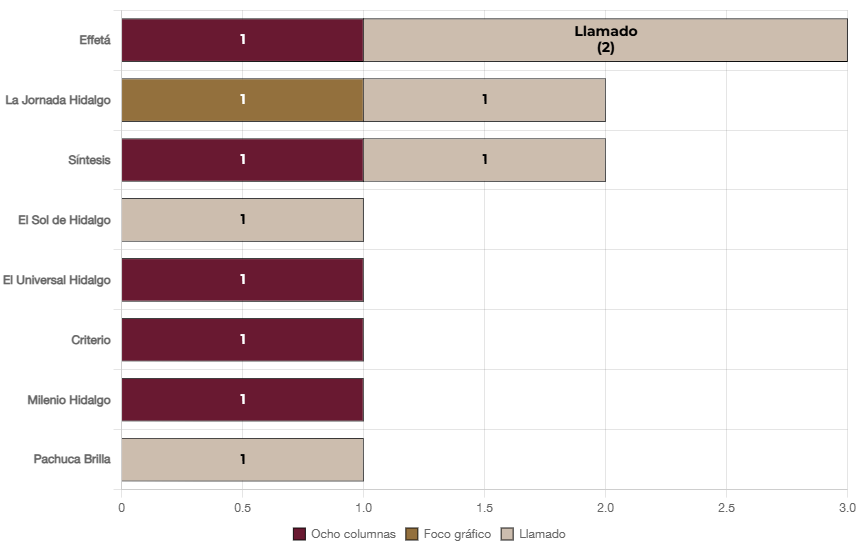 Effetá 1 Llamado
(2)
La Jornada Hidalgo 1 1
Síntesis 1 1
El Sol de Hidalgo 1
El Universal Hidalgo 1
Criterio 1
Milenio Hidalgo 1
Pachuca Brilla 1
0 0.5 1.0 1.5 2.0 2.5 3.0
Ocho columnas Foco gráfico Llamado